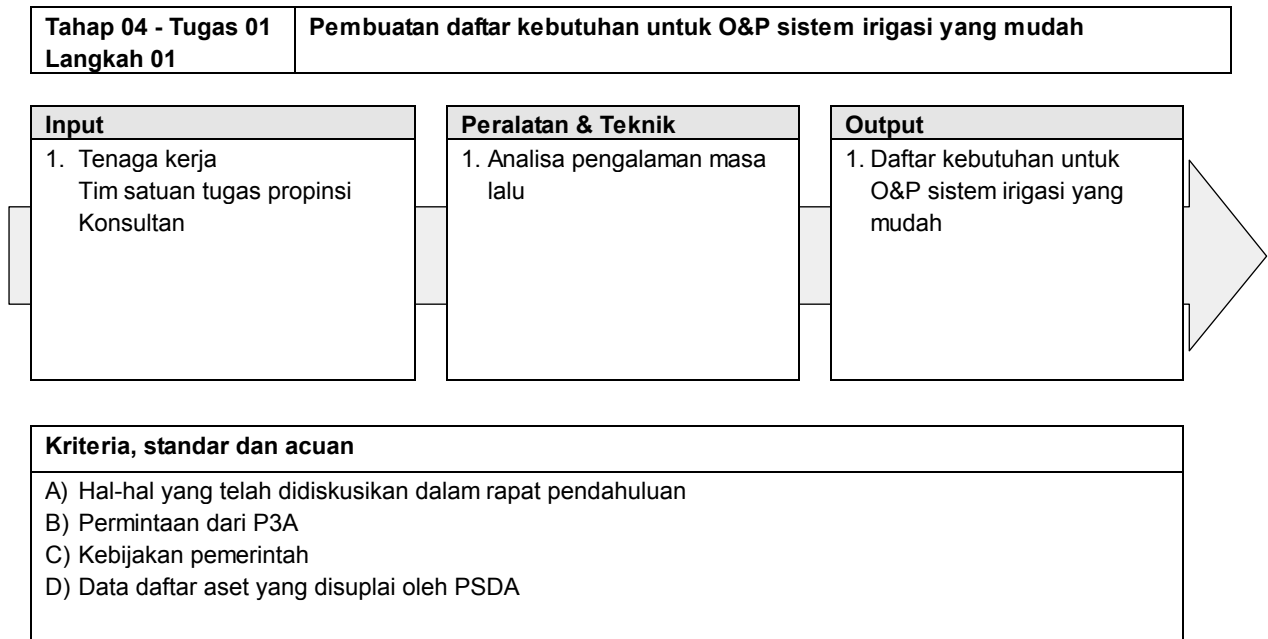 Tahap 04 - Tugas 01
Langkah 01
Pembuatan daftar kebutuhan untuk O&P sistem irigasi yang mudah
Input
1. Tenaga kerja
Tim satuan tugas propinsi
Konsultan
Peralatan & Teknik
1. Analisa pengalaman masa
lalu
Output
1. Daftar kebutuhan untuk
O&P sistem irigasi yang
mudah
Kriteria, standar dan acuan
A) Hal-hal yang telah didiskusikan dalam rapat pendahuluan
B) Permintaan dari P3A
C) Kebijakan pemerintah
D) Data daftar aset yang disuplai oleh PSDA